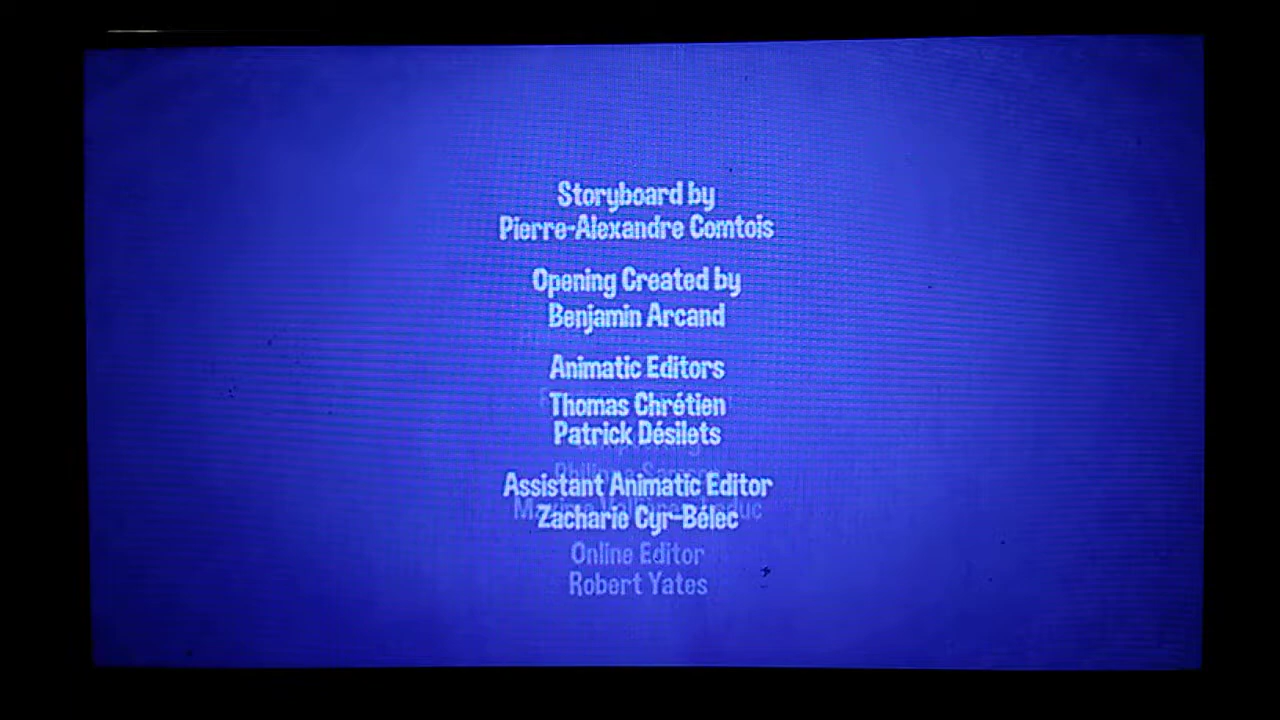 Storyboard by
Pierre-Alexandre Comtois
Opening Created by
Benjamin Arcand
Animatic Editors
Thomas Chrétien
Patrick Désilets
Assistant Animatic Editor
Zacharie Cyr-Bélec
Online Editor
Robert Yates